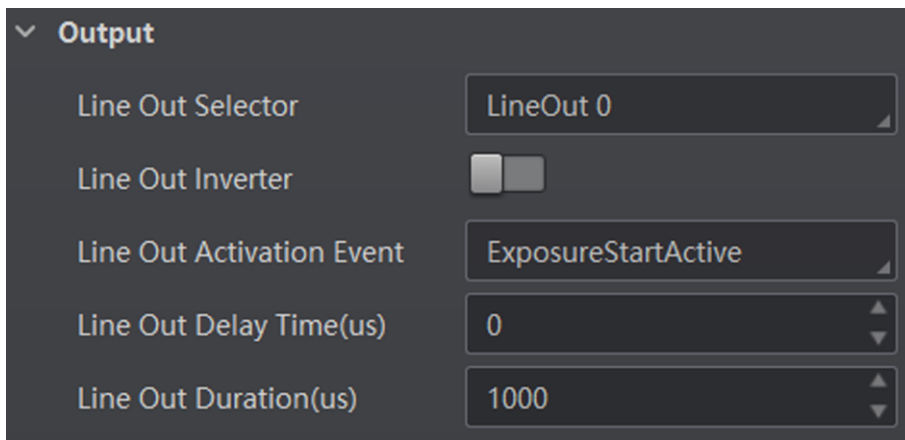 Output
Line Out Selector LineOut 0
Line Out Inverter
Line Out Activation Event ExposureStartActive
Line Out Delay Time(us) 0
Line Out Duration(us) 1000